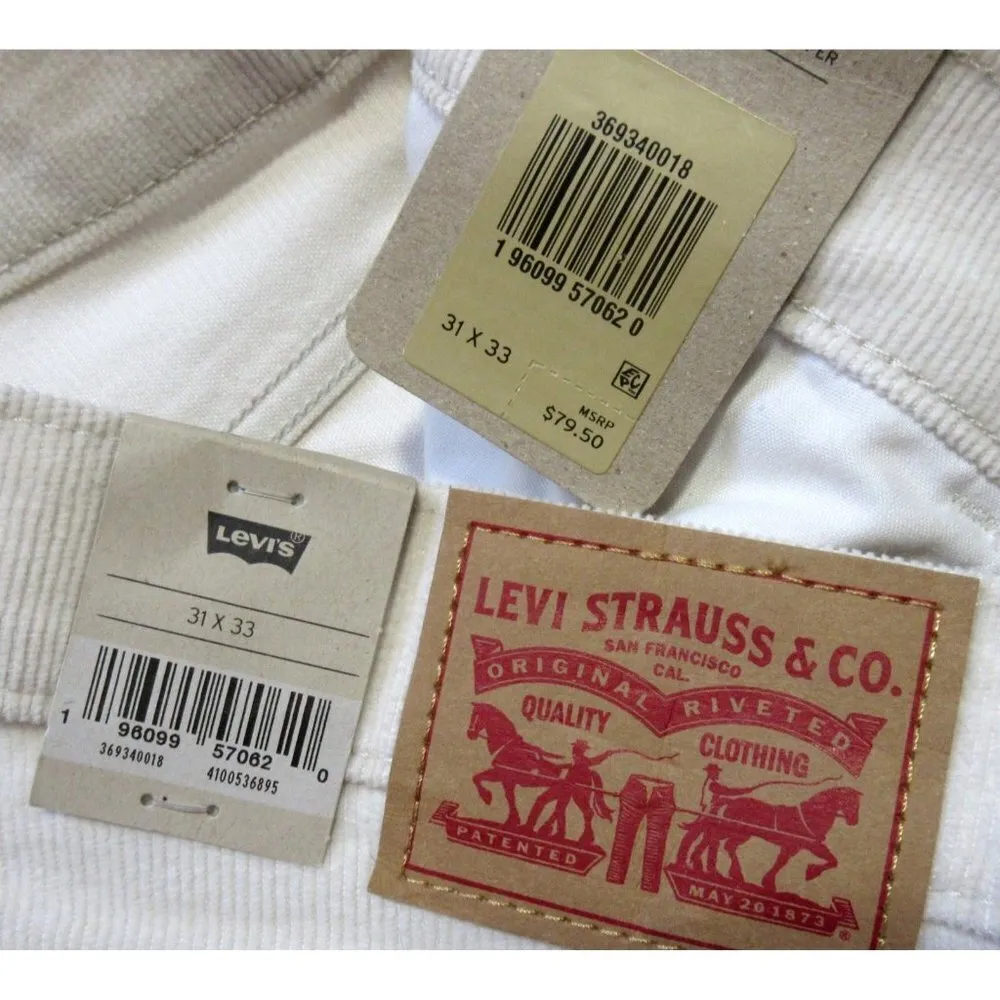 369340018
1 96099 57062 0
31 X 33
MSRP
$79.50
LEVI'S®
31 X 33
1 96099 57062 0
369340018 4100536895
LEVI STRAUSS & CO.
SAN FRANCISCO
CAL.
ORIGINAL RIVETED
QUALITY CLOTHING
PATENTED
MAY 20 1873
®